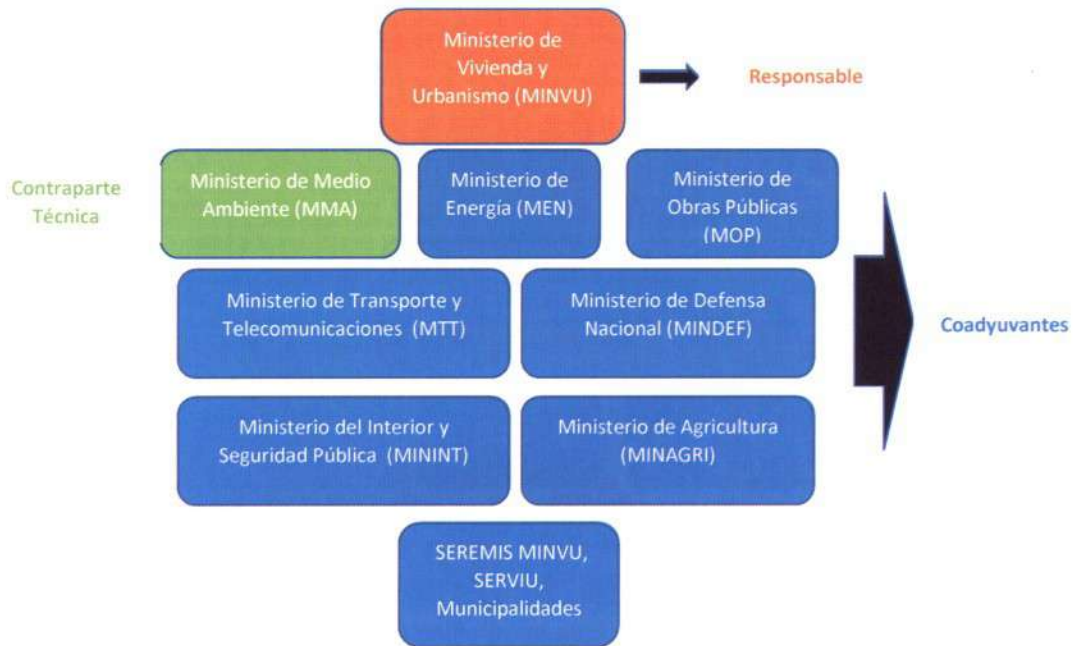 Ministerio de
Vivienda y
Urbanismo (MINVU)
Responsable
Contraparte
Técnica
Ministerio de Medio
Ambiente (MMA)
Ministerio de
Energía (MEN)
Ministerio de
Obras Públicas
(MOP)
Ministerio de Transporte y
Telecomunicaciones (MTT)
Ministerio de Defensa
Nacional (MINDEF)
Coadyuvantes
Ministerio del Interior y
Seguridad Pública (MININT)
Ministerio de Agricultura
(MINAGRI)
SEREMIS MINVU,
SERVIU,
Municipalidades